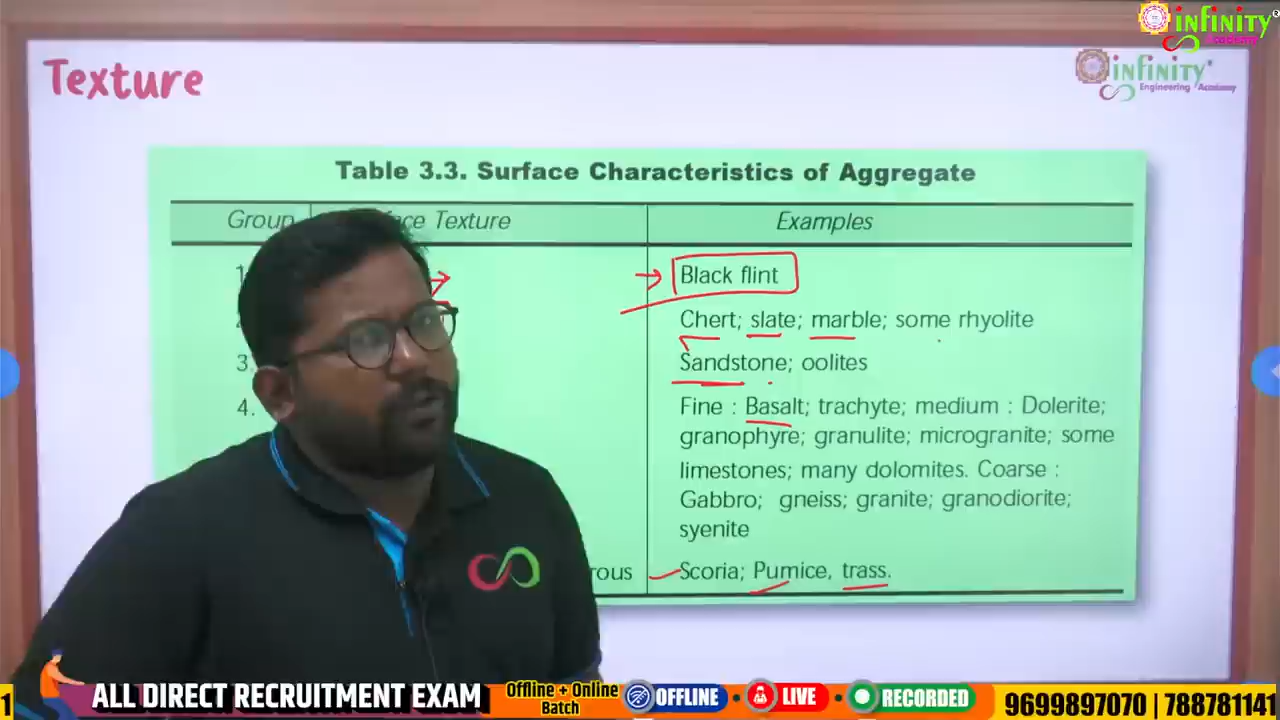 infinity
Texture
infinity
Engineering Academy
Table 3.3. Surface Characteristics of Aggregate
Group Texture Examples
1. Black flint
Chert; slate; marble; some rhyolite
3. Sandstone; oolites
4. Fine : Basalt; trachyte; medium : Dolerite;
granophyre; granulite; microgranite; some
limestones; many dolomites. Coarse :
Gabbro; gneiss; granite; granodiorite;
syenite
Scoria; Pumice, trass.
1 ALL DIRECT RECRUITMENT EXAM Offline + Online
Batch
OFFLINE • LIVE • RECORDED 9699897070 | 788781141